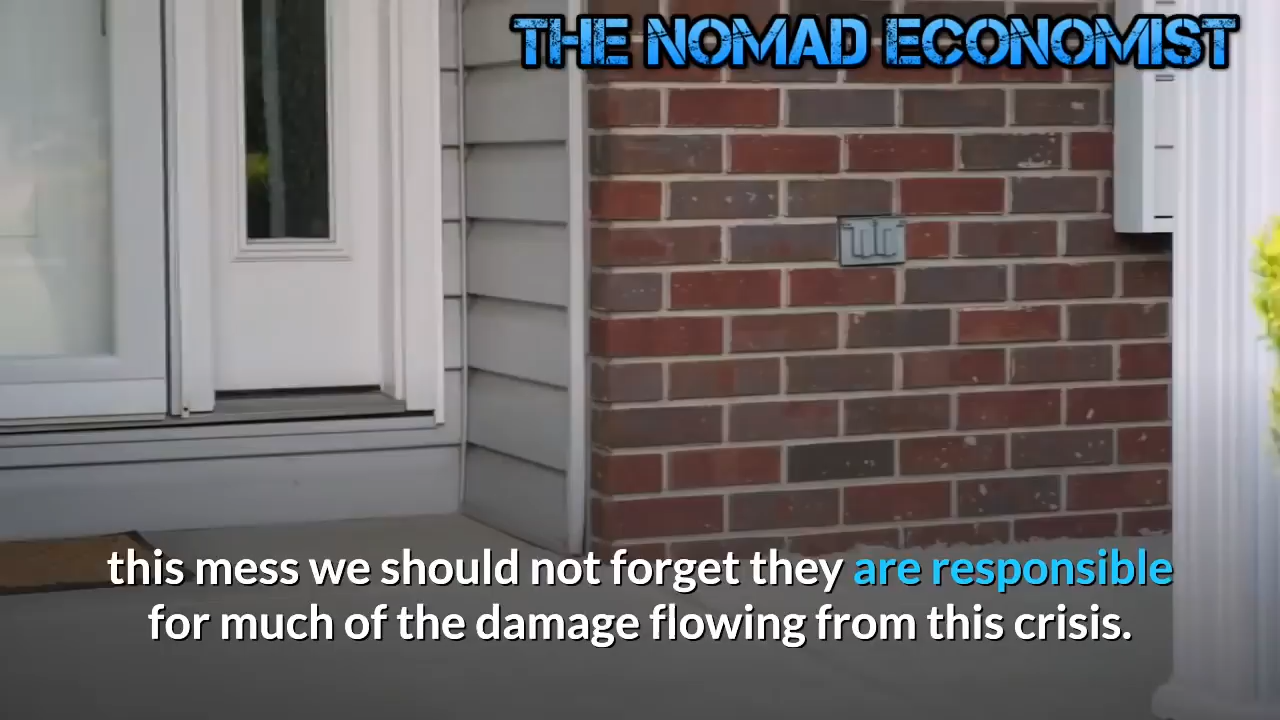 THE NOMAD ECONOMIST
this mess we should not forget they are responsible
for much of the damage flowing from this crisis.